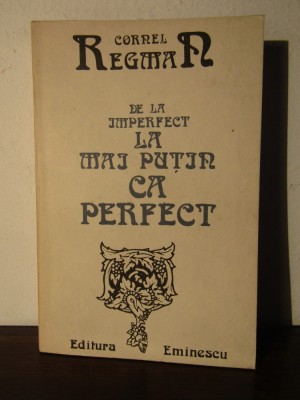 CORNEL
REGMAN
DE LA
IMPERFECT
LA
MAI PUȚIN
CA
PERFECT
Editura Eminescu